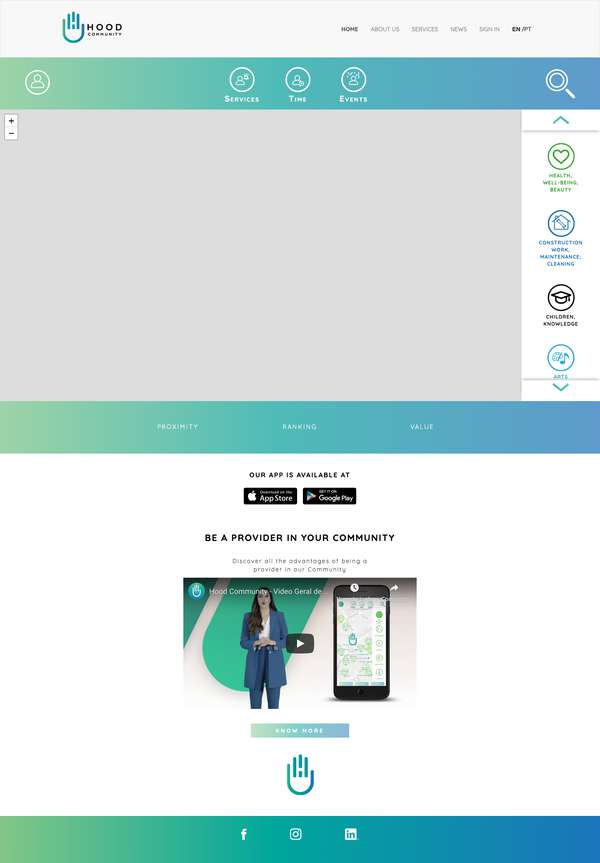 HOOD
COMMUNITY
HOME ABOUT US SERVICES NEWS SIGN IN EN /PT
SERVICES TIME EVENTS
+
−
HEALTH,
WELL-BEING,
BEAUTY
CONSTRUCTION
WORK,
MAINTENANCE,
CLEANING
CHILDREN,
KNOWLEDGE
ARTS
PROXIMITY RANKING VALUE
OUR APP IS AVAILABLE AT
Download on the
App Store
GET IT ON
Google Play
BE A PROVIDER IN YOUR COMMUNITY
Discover all the advantages of being a
provider in our Community
Hood Community - Video Geral de...
KNOW MORE